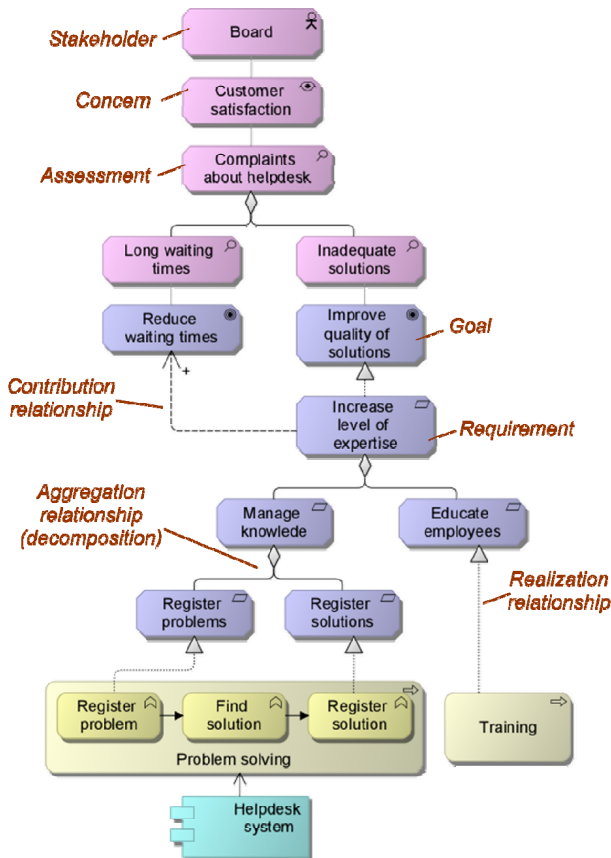 Stakeholder
Board
Concern
Customer
satisfaction
Assessment
Complaints
about helpdesk
Long waiting
times
Inadequate
solutions
Reduce
waiting times
Improve
quality of
solutions
Goal
+
Contribution
relationship
Increase
level of
expertise
Requirement
Aggregation
relationship
(decomposition)
Manage
knowlede
Educate
employees
Register
problems
Register
solutions
Realization
relationship
Register
problem
Find
solution
Register
solution
Problem solving
Training
Helpdesk
system